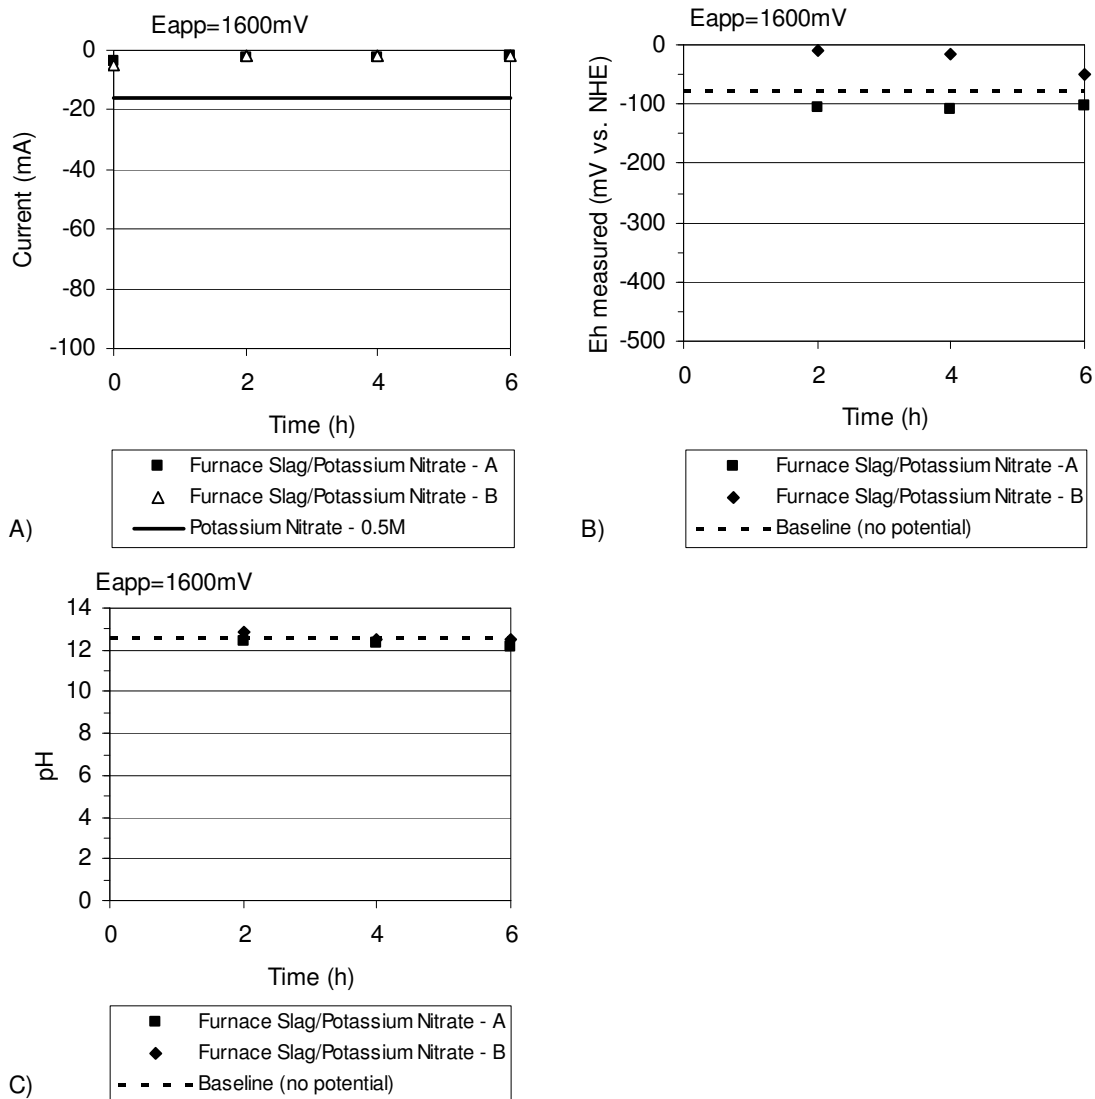 Eapp=1600mV
0
-20
-40
-60
-80
-100
Current (mA)
0 2 4 6
Time (h)
Furnace Slag/Potassium Nitrate - A
Furnace Slag/Potassium Nitrate - B
Potassium Nitrate - 0.5M
A)
Eapp=1600mV
0
-100
-200
-300
-400
-500
Eh measured (mV vs. NHE)
0 2 4 6
Time (h)
Furnace Slag/Potassium Nitrate -A
Furnace Slag/Potassium Nitrate - B
Baseline (no potential)
B)
Eapp=1600mV
14
12
10
8
6
4
2
0
pH
0 2 4 6
Time (h)
Furnace Slag/Potassium Nitrate - A
Furnace Slag/Potassium Nitrate - B
Baseline (no potential)
C)